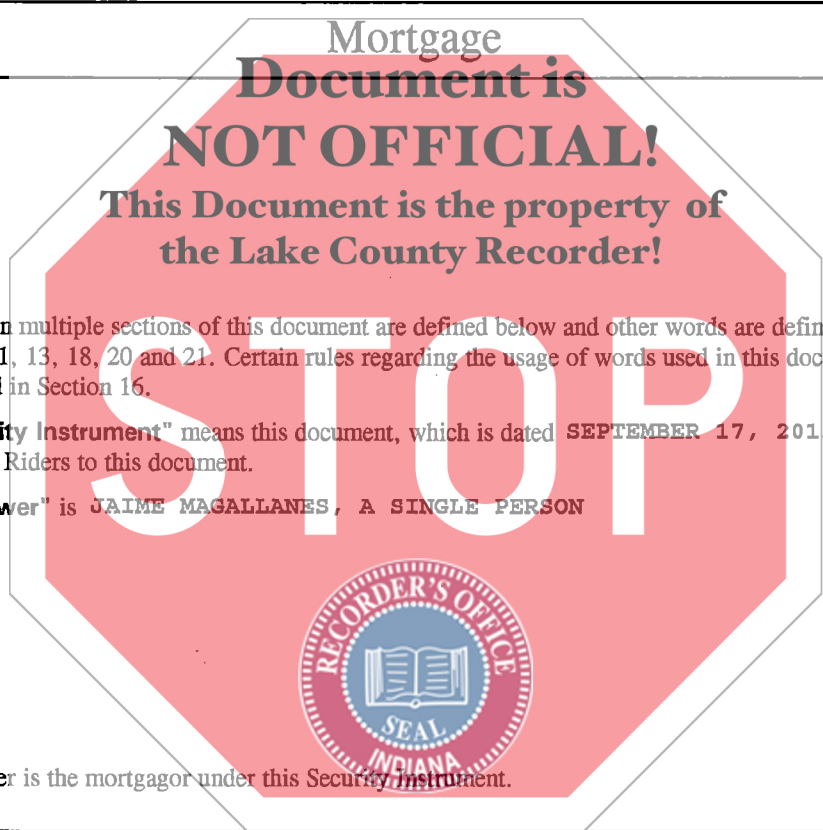 Mortgage
Document is
NOT OFFICIAL!
This Document is the property of
the Lake County Recorder!
n multiple sections of this document are defined below and other words are defin
1, 13, 18, 20 and 21. Certain rules regarding the usage of words used in this doc
in Section 16.
ity Instrument" means this document, which is dated SEPTEMBER 17, 201
Riders to this document.
wer" is JAIME MAGALLANES, A SINGLE PERSON
STOP
RECORDER'S OFFICE
SEAL
INDIANA
er is the mortgagor under this Security Instrument.